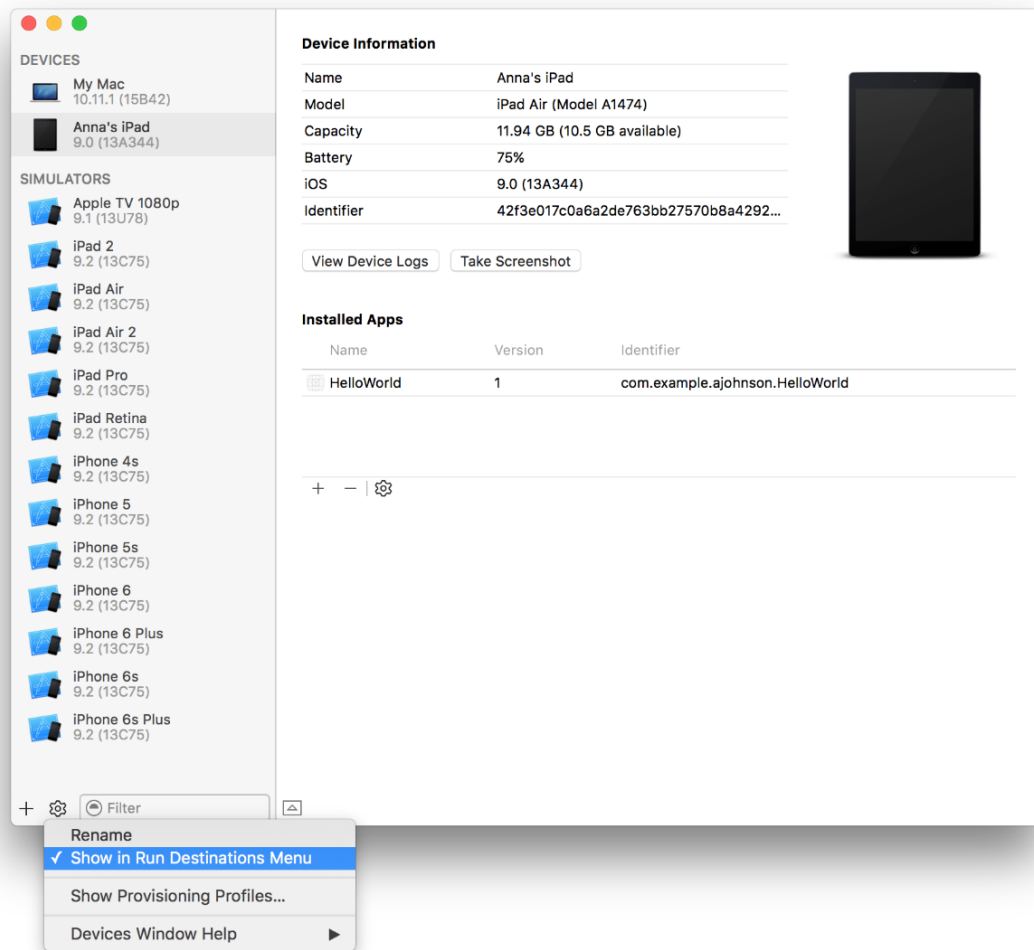 DEVICES
My Mac
10.11.1 (15B42)
Anna's iPad
9.0 (13A344)
SIMULATORS
Apple TV 1080p
9.1 (13U78)
iPad 2
9.2 (13C75)
iPad Air
9.2 (13C75)
iPad Air 2
9.2 (13C75)
iPad Pro
9.2 (13C75)
iPad Retina
9.2 (13C75)
iPhone 4s
9.2 (13C75)
iPhone 5
9.2 (13C75)
iPhone 5s
9.2 (13C75)
iPhone 6
9.2 (13C75)
iPhone 6 Plus
9.2 (13C75)
iPhone 6s
9.2 (13C75)
iPhone 6s Plus
9.2 (13C75)
Filter
Rename
✓ Show in Run Destinations Menu
Show Provisioning Profiles...
Devices Window Help
Device Information
Name Anna's iPad
Model iPad Air (Model A1474)
Capacity 11.94 GB (10.5 GB available)
Battery 75%
iOS 9.0 (13A344)
Identifier 42f3e017c0a6a2de763bb27570b8a4292...
View Device Logs Take Screenshot
Installed Apps
Name Version Identifier
HelloWorld 1 com.example.ajohnson.HelloWorld